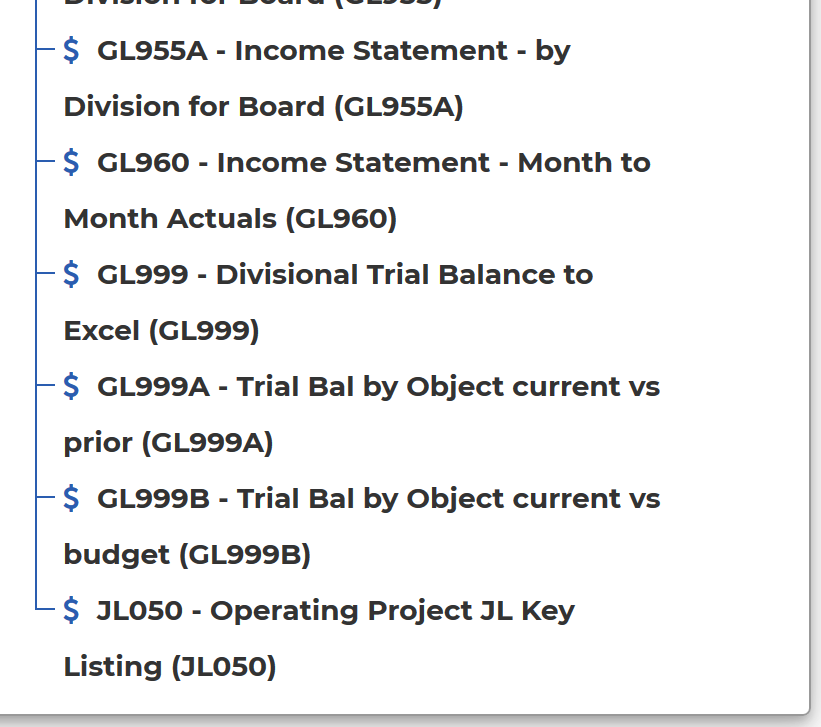 Division for Board (GL955)
$ GL955A - Income Statement - by
Division for Board (GL955A)
$ GL960 - Income Statement - Month to
Month Actuals (GL960)
$ GL999 - Divisional Trial Balance to
Excel (GL999)
$ GL999A - Trial Bal by Object current vs
prior (GL999A)
$ GL999B - Trial Bal by Object current vs
budget (GL999B)
$ JL050 - Operating Project JL Key
Listing (JL050)